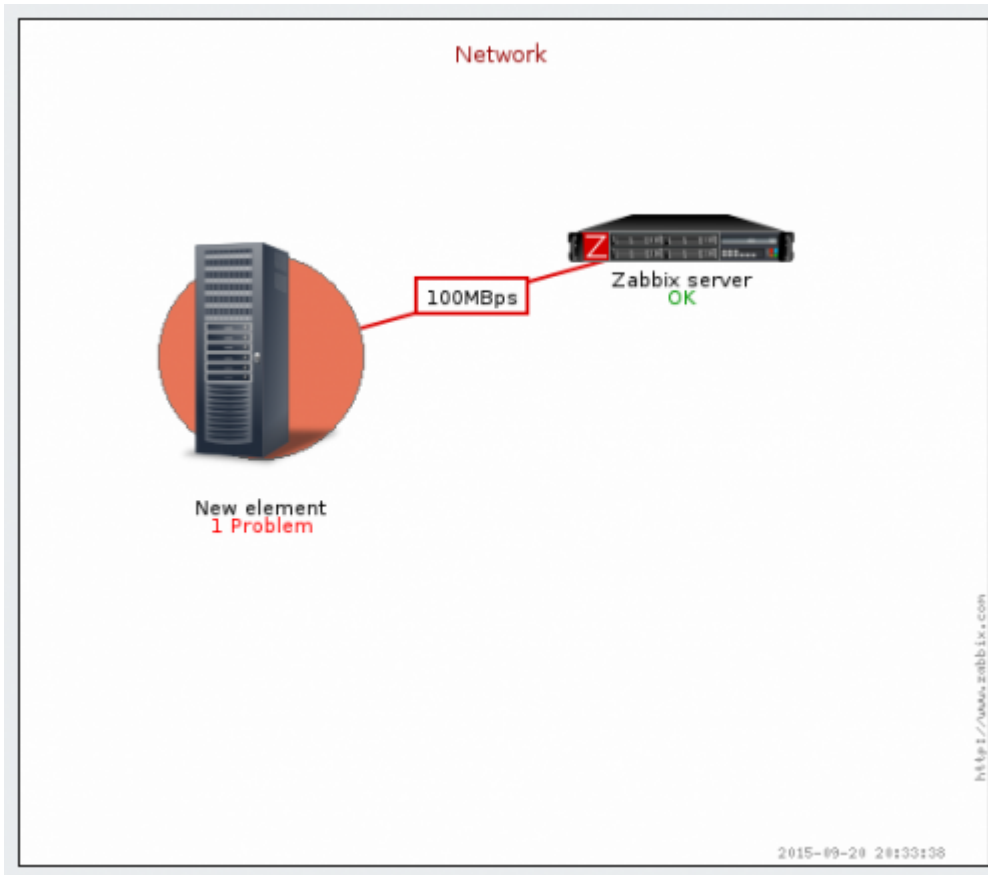 Network
Z
Zabbix server
OK
100MBps
New element
1 Problem
http://www.zabbix.com
2015-09-20 20:33:38